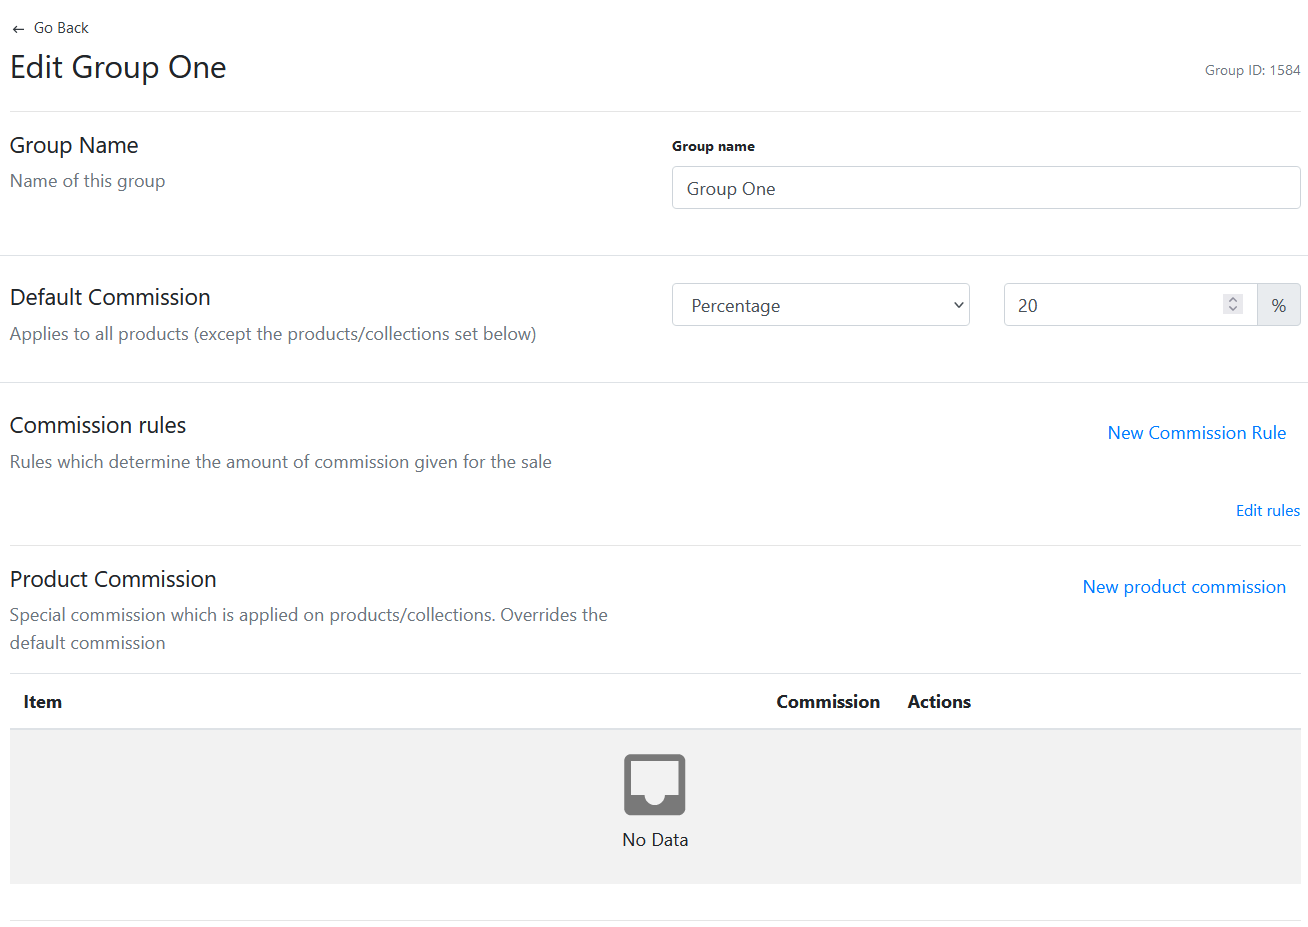 ← Go Back
Edit Group One
Group ID: 1584
Group Name
Name of this group
Group name
Group One
Default Commission
Applies to all products (except the products/collections set below)
Percentage
20
%
Commission rules
Rules which determine the amount of commission given for the sale
New Commission Rule
Edit rules
Product Commission
Special commission which is applied on products/collections. Overrides the
default commission
New product commission
Item Commission Actions
No Data